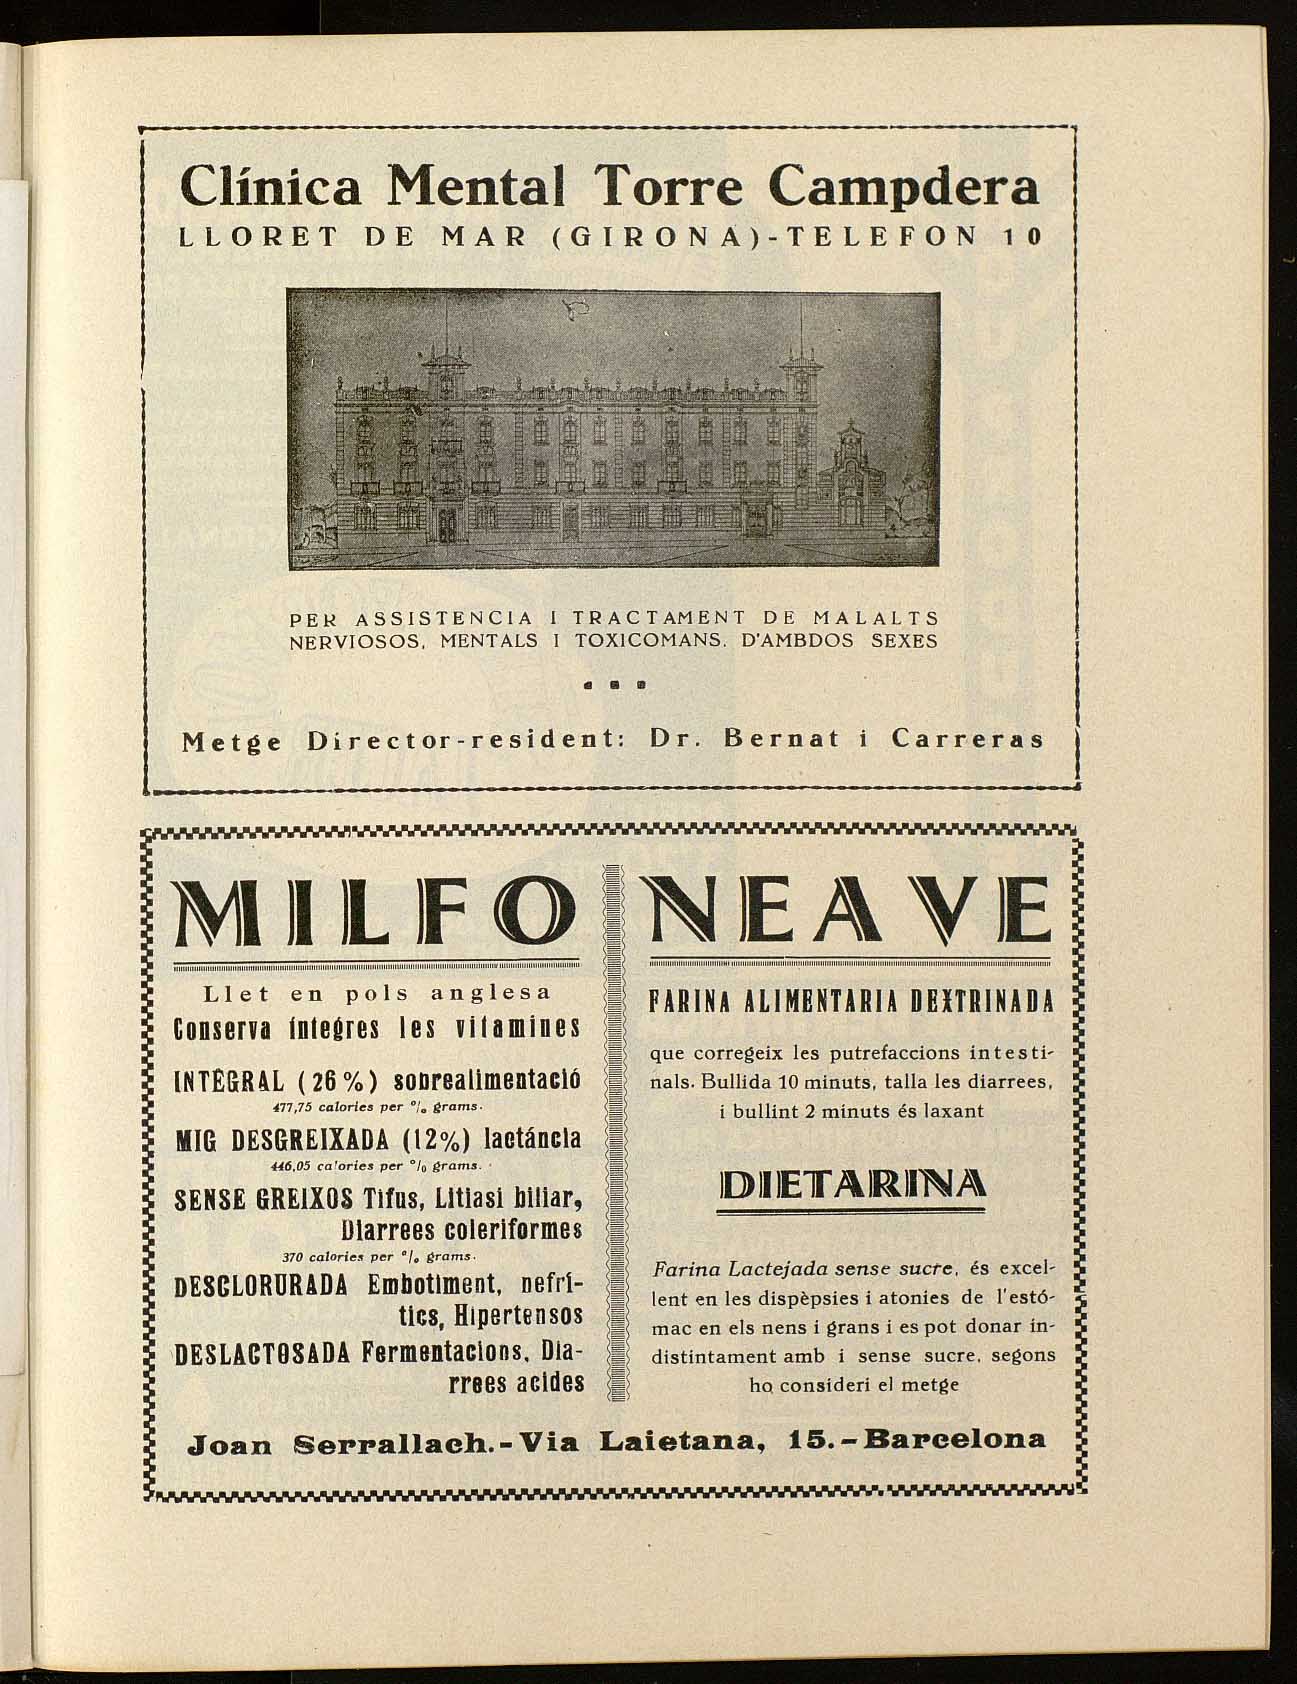 Clínica Mental Torre Campdera
LLORET DE MAR (GIRONA)-TELEFON 10
PER ASSISTENCIA I TRACTAMENT DE MALALTS
NERVIOSOS, MENTALS I TOXICOMANS. D'AMBDOS SEXES
Metge Director-resident: Dr. Bernat i Carreras
MILFO
Llet en pols anglesa
Conserva íntegres les vitamines
INTEGRAL (26%) sobrealimentació
477,75 calories per % grams.
MIG DESGREIXADA (12%) lactáncia
446,05 calories per % grams.
SENSE GREIXOS Tifus, Litiasi biliar,
Diarrees coleriformes
370 calories per % grams.
DESCLORURADA Embotiment, nefrí-
tics, Hipertensos
DESLACTOSADA Fermentacions, Dia-
rrees acides
NEAVE
FARINA ALIMENTARIA DEXTRINADA
que corregeix les putrefaccions intesti-
nals. Bullida 10 minuts, talla les diarrees,
i bullint 2 minuts és laxant
DIETARINA
Farina Lactejada sense sucre, és excel-
lent en les dispèpsies i atonies de l'estó-
mac en els nens i grans i es pot donar in-
distintament amb i sense sucre, segons
ho consideri el metge
Joan Serrallach.-Via Laietana, 15.-Barcelona